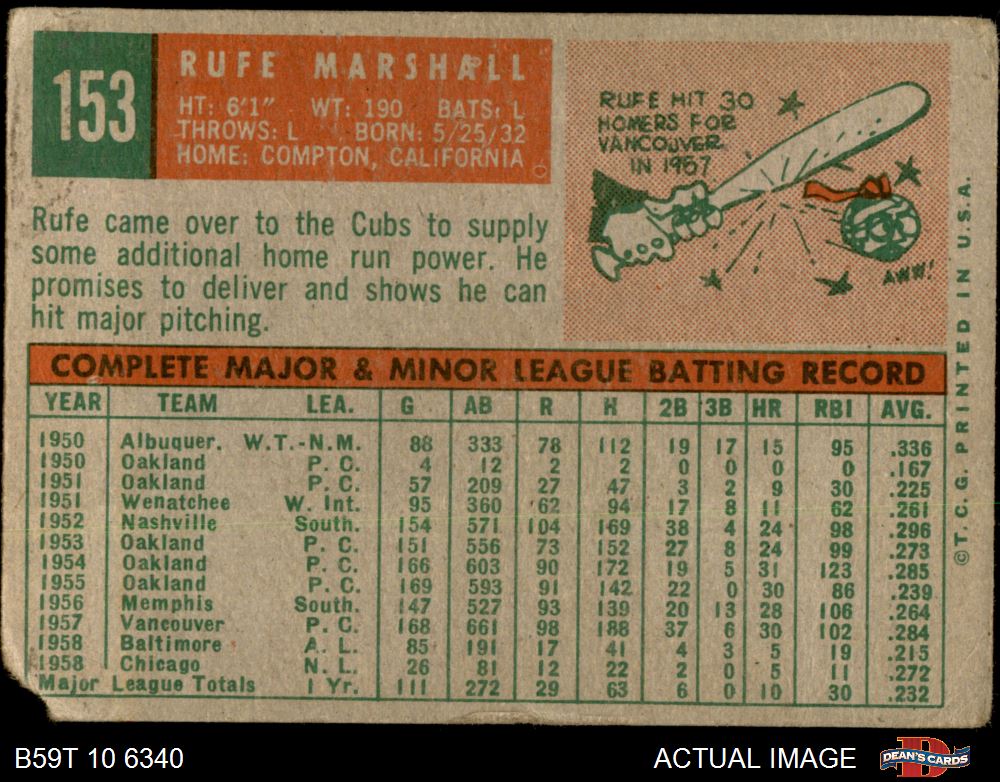 153
RUFE MARSHALL
HT: 6'1" WT: 190 BATS: L
THROWS: L BORN: 5/25/32
HOME: COMPTON, CALIFORNIA
RUFE HIT 30
HOMERS FOR
VANCOUVER
IN 1957
AWW!
Rufe came over to the Cubs to supply
some additional home run power. He
promises to deliver and shows he can
hit major pitching.
COMPLETE MAJOR & MINOR LEAGUE BATTING RECORD
YEAR TEAM LEA. G AB R H 2B 3B HR RBI AVG.
1950 Albuquer. W.T.-N.M. 88 333 78 112 19 17 15 95 .336
1950 Oakland P. C. 4 12 2 2 0 0 0 0 .167
1951 Oakland P. C. 57 209 27 47 3 2 9 30 .225
1951 Wenatchee W. Int. 95 360 62 94 17 8 11 62 .261
1952 Nashville South. 154 571 104 169 38 4 24 98 .296
1953 Oakland P. C. 151 556 73 152 27 8 24 99 .273
1954 Oakland P. C. 166 603 90 172 19 5 31 123 .285
1955 Oakland P. C. 169 593 91 142 22 0 30 86 .239
1956 Memphis South. 147 527 93 139 20 13 28 106 .264
1957 Vancouver P. C. 168 661 98 188 37 6 30 102 .284
1958 Baltimore A. L. 85 191 17 41 4 3 5 19 .215
1958 Chicago N. L. 26 81 12 22 2 0 5 11 .272
Major League Totals 1 Yr. 111 272 29 63 6 0 10 30 .232
©T.C.G. PRINTED IN U.S.A.
B59T 10 6340
ACTUAL IMAGE
DEAN'S CARDS